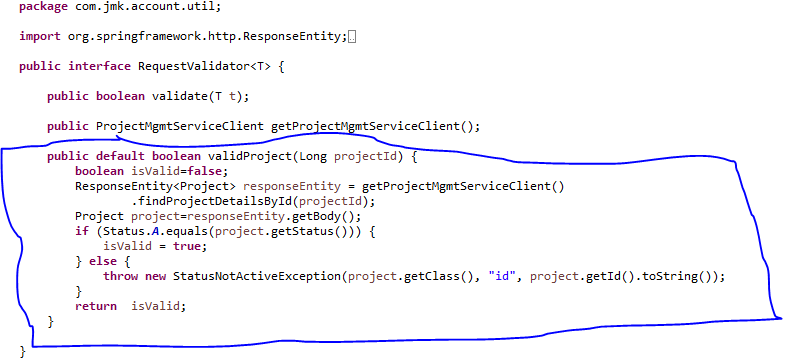 package com.jmk.account.util;
import org.springframework.http.ResponseEntity;
public interface RequestValidator<T> {
public boolean validate(T t);
public ProjectMgmtServiceClient getProjectMgmtServiceClient();
public default boolean validProject(Long projectId) {
boolean isValid=false;
ResponseEntity<Project> responseEntity = getProjectMgmtServiceClient()
.findProjectDetailsById(projectId);
Project project=responseEntity.getBody();
if (Status.A.equals(project.getStatus())) {
isValid = true;
} else {
throw new StatusNotActiveException(project.getClass(), "id", project.getId().toString());
}
return  isValid;
}
}